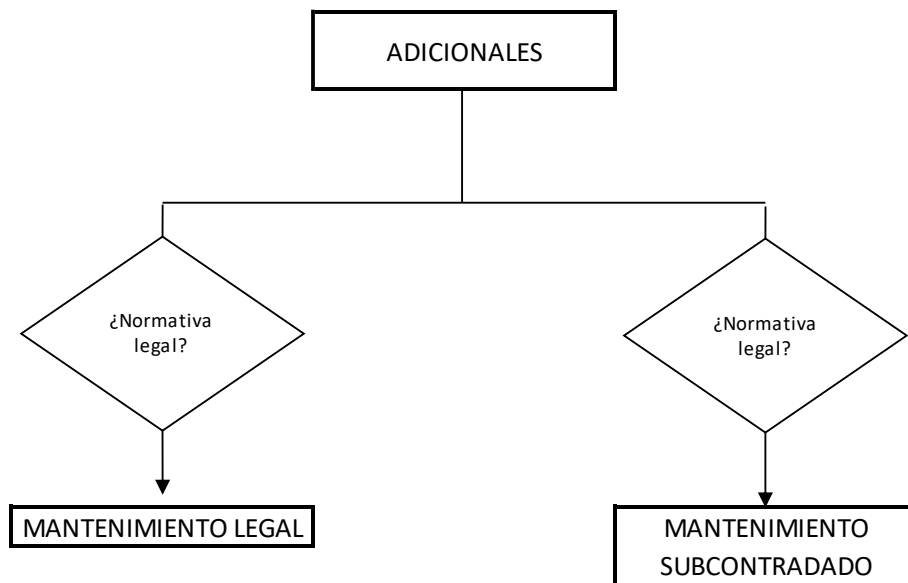 ADICIONALES
¿Normativa
legal?
¿Normativa
legal?
MANTENIMIENTO LEGAL
MANTENIMIENTO
SUBCONTRADADO